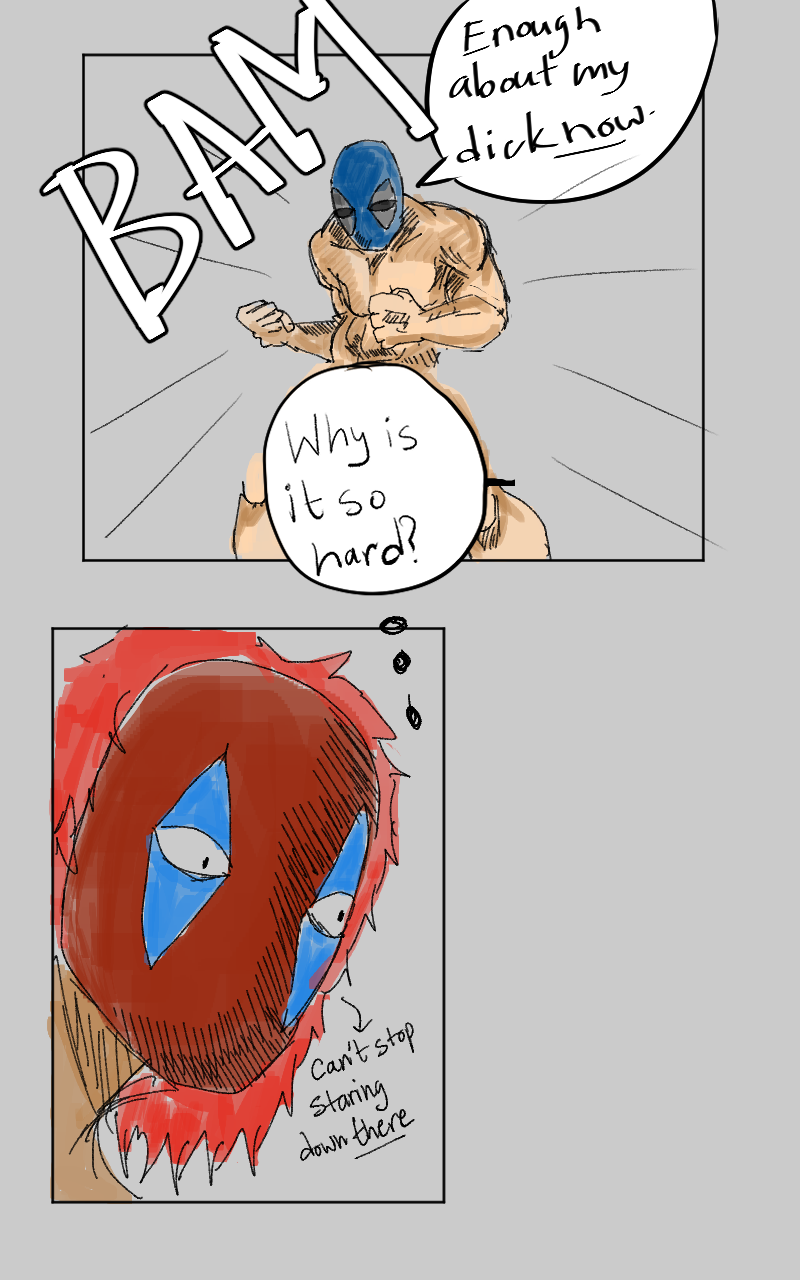 BAM
Enough
about my
dick now.
Why is
it so
hard?
Can't stop
staring
down there